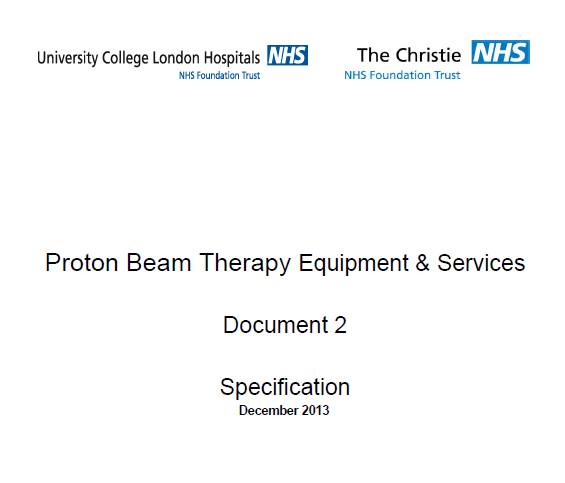 University College London Hospitals NHS
NHS Foundation Trust
The Christie NHS
NHS Foundation Trust
Proton Beam Therapy Equipment & Services
Document 2
Specification
December 2013